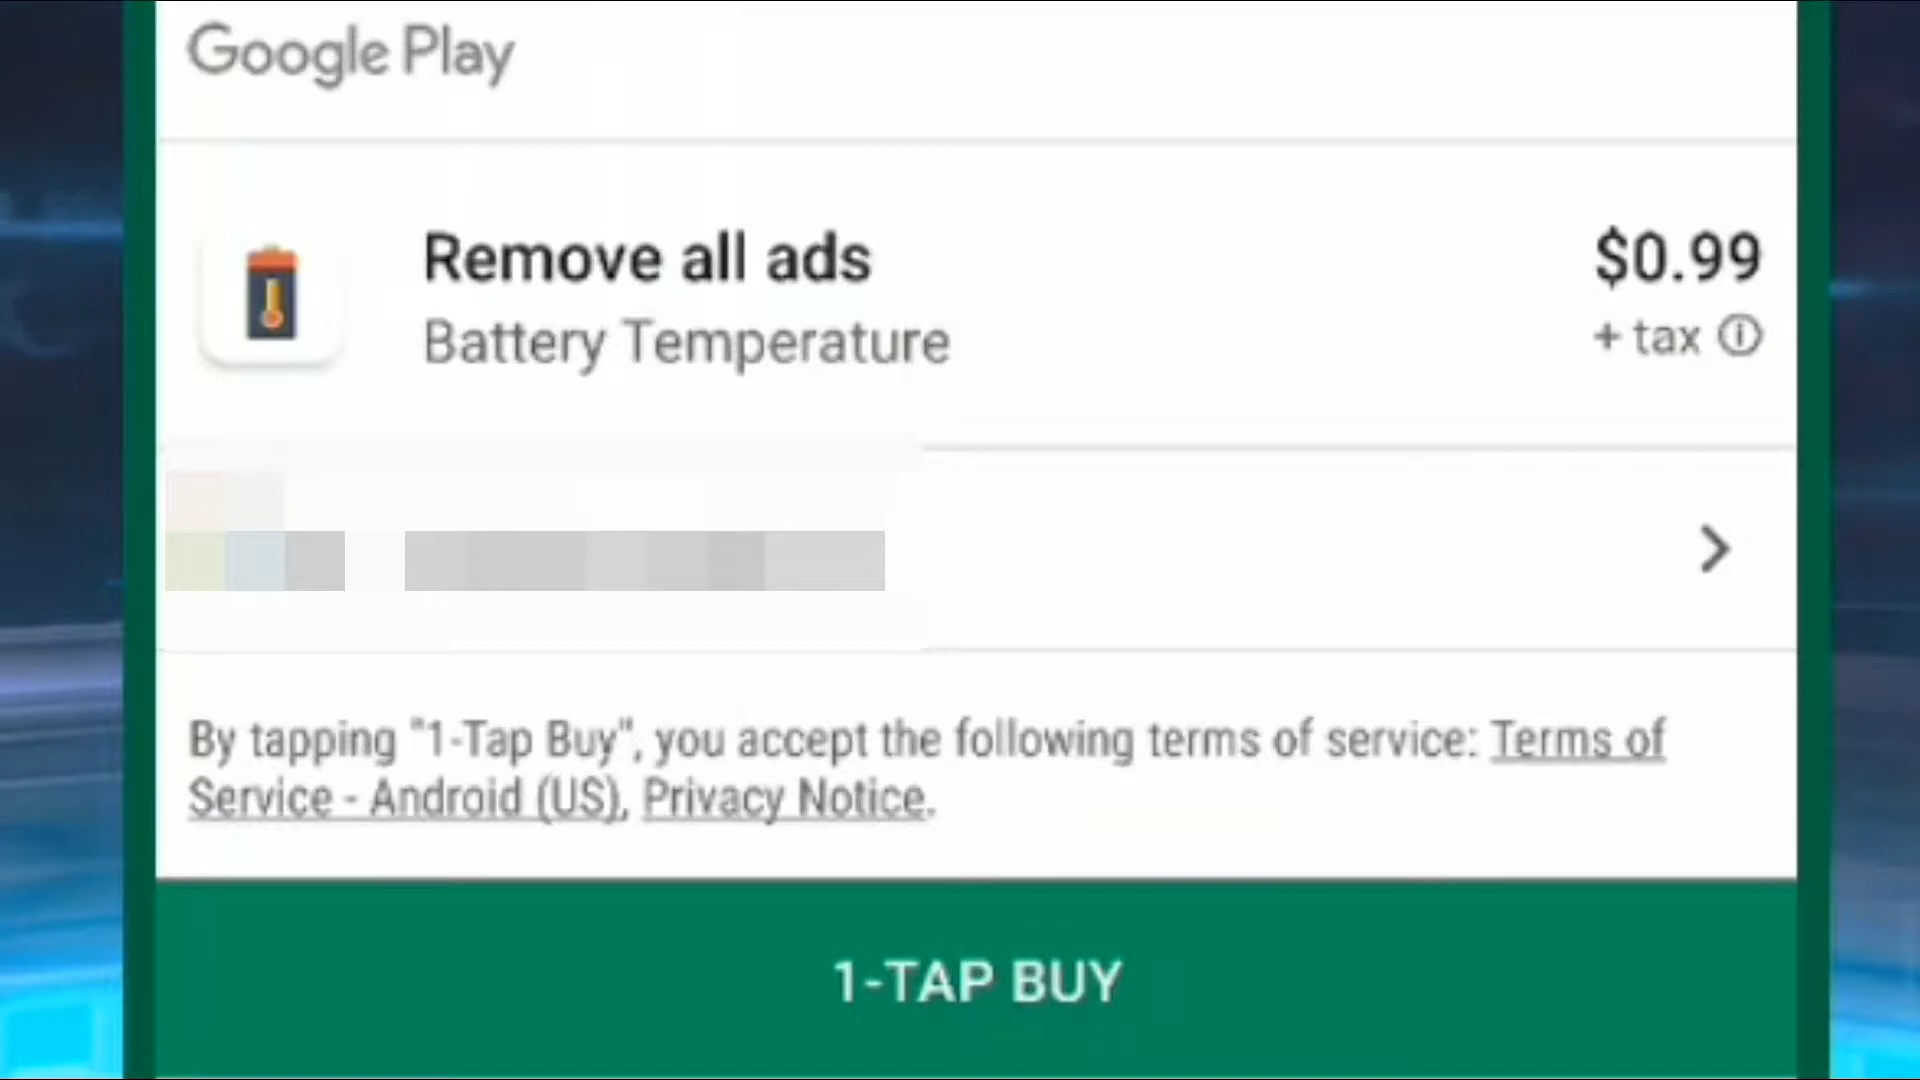 Google Play
Remove all ads
$0.99
Battery Temperature
+ tax
By tapping "1-Tap Buy", you accept the following terms of service: Terms of
Service - Android (US), Privacy Notice.
1-TAP BUY